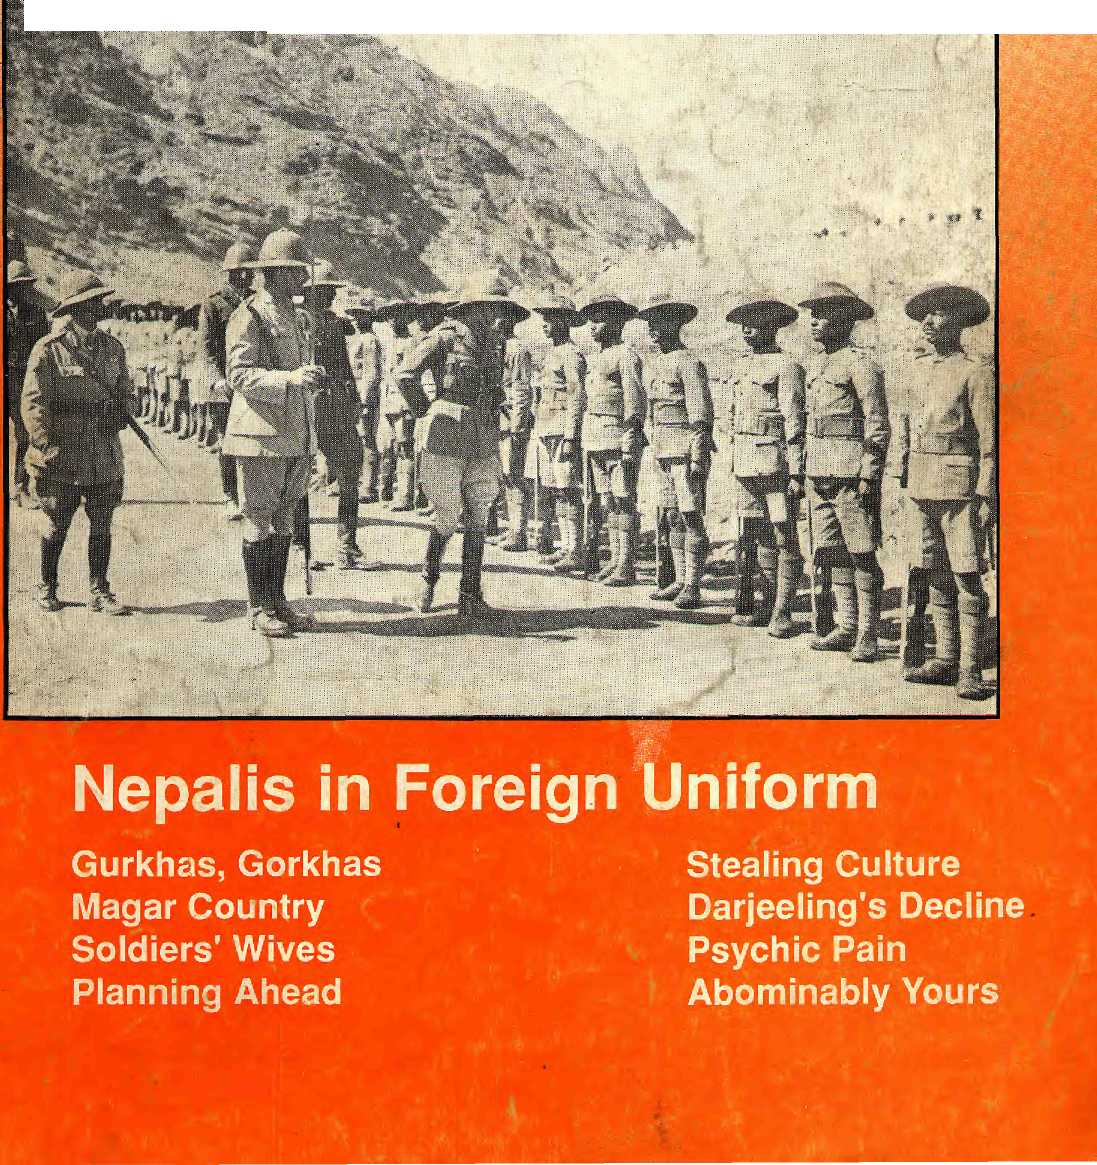 Nepalis in Foreign Uniform
Gurkhas, Gorkhas
Magar Country
Soldiers' Wives
Planning Ahead
Stealing Culture
Darjeeling's Decline
Psychic Pain
Abominably Yours